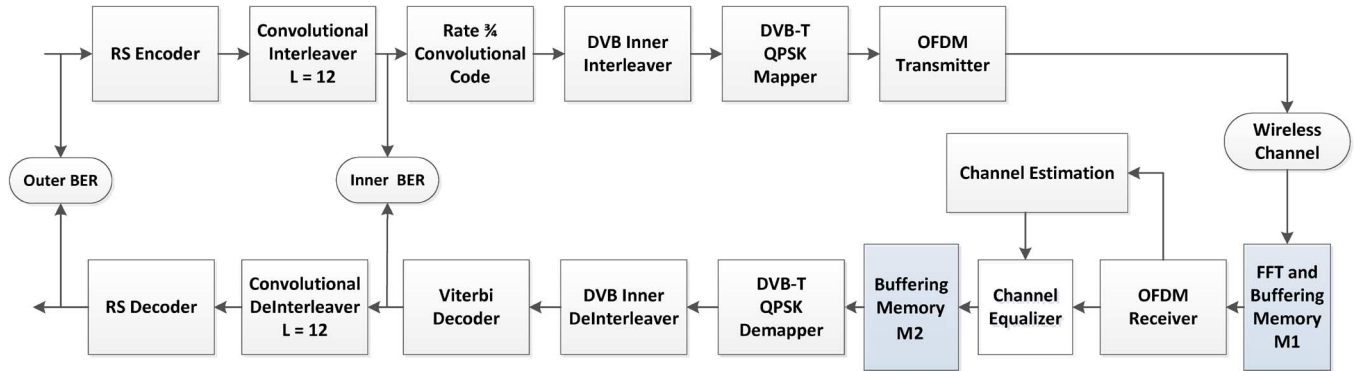 RS Encoder
Convolutional
Interleaver
L = 12
Rate ¾
Convolutional
Code
DVB Inner
Interleaver
DVB-T
QPSK
Mapper
OFDM
Transmitter
Wireless
Channel
Outer BER
Inner BER
Channel Estimation
RS Decoder
Convolutional
DeInterleaver
L = 12
Viterbi
Decoder
DVB Inner
DeInterleaver
DVB-T
QPSK
Demapper
Buffering
Memory
M2
Channel
Equalizer
OFDM
Receiver
FFT and
Buffering
Memory
M1